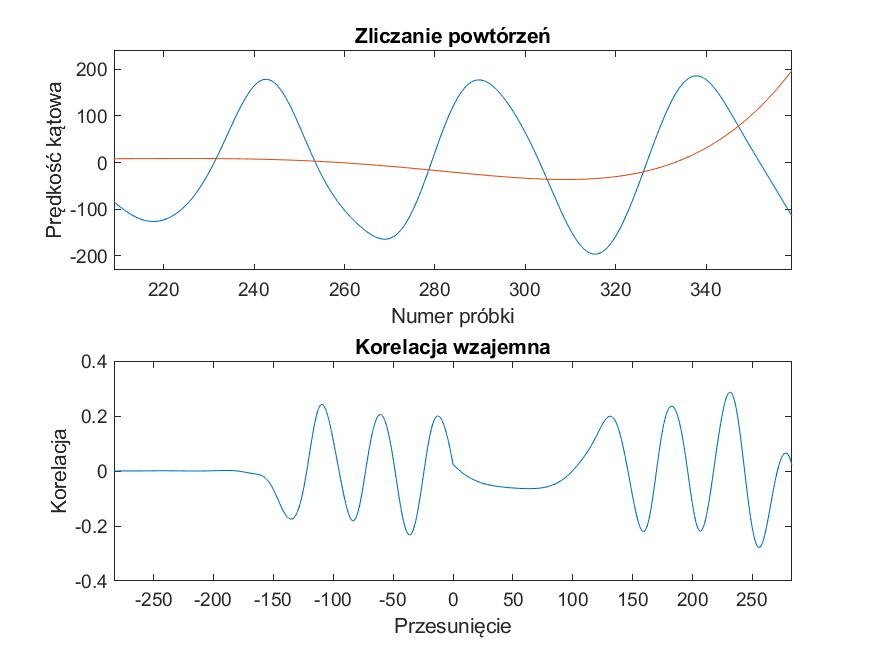 Zliczanie powtórzeń
200
100
0
-100
-200
Prędkość kątowa
220 240 260 280 300 320 340
Numer próbki
Korelacja wzajemna
0.4
0.2
0
-0.2
-0.4
Korelacja
-250 -200 -150 -100 -50 0 50 100 150 200 250
Przesunięcie